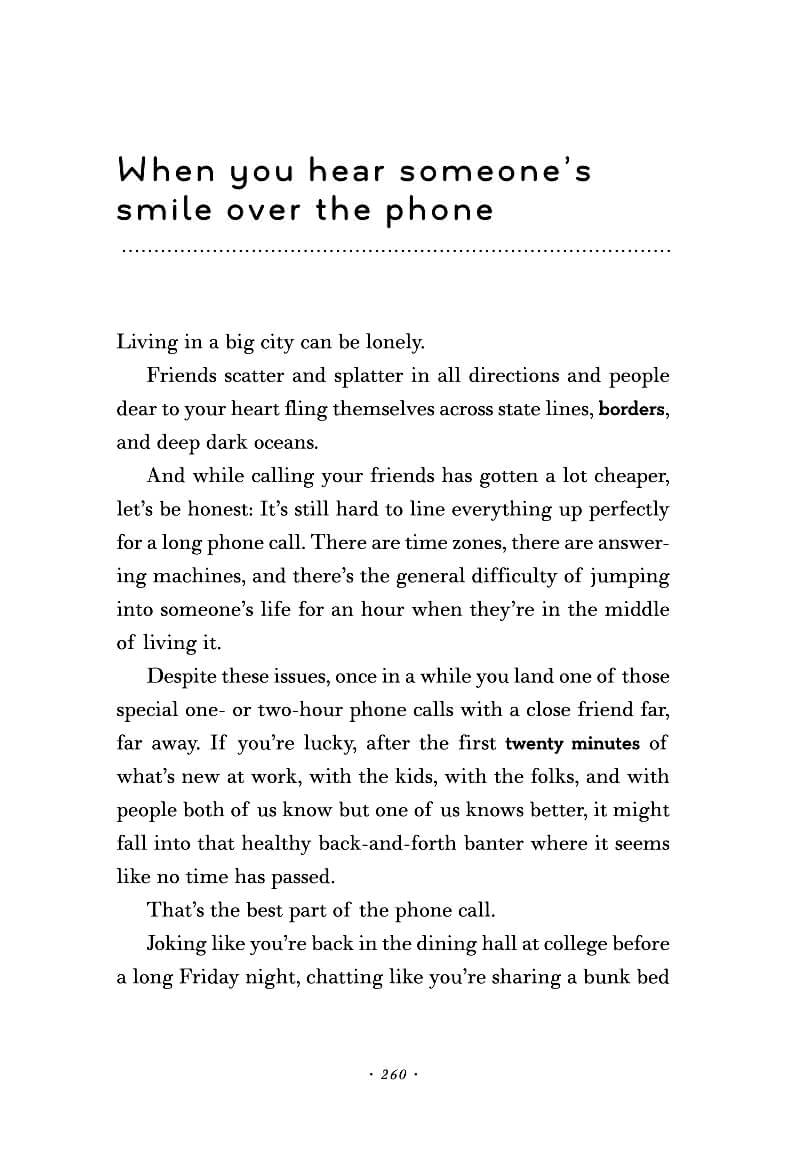 When you hear someone’s
smile over the phone
Living in a big city can be lonely.
Friends scatter and splatter in all directions and people
dear to your heart fling themselves across state lines, borders,
and deep dark oceans.
And while calling your friends has gotten a lot cheaper,
let’s be honest: It’s still hard to line everything up perfectly
for a long phone call. There are time zones, there are answer-
ing machines, and there’s the general difficulty of jumping
into someone’s life for an hour when they’re in the middle
of living it.
Despite these issues, once in a while you land one of those
special one- or two-hour phone calls with a close friend far,
far away. If you’re lucky, after the first twenty minutes of
what’s new at work, with the kids, with the folks, and with
people both of us know but one of us knows better, it might
fall into that healthy back-and-forth banter where it seems
like no time has passed.
That’s the best part of the phone call.
Joking like you’re back in the dining hall at college before
a long Friday night, chatting like you’re sharing a bunk bed
· 260 ·